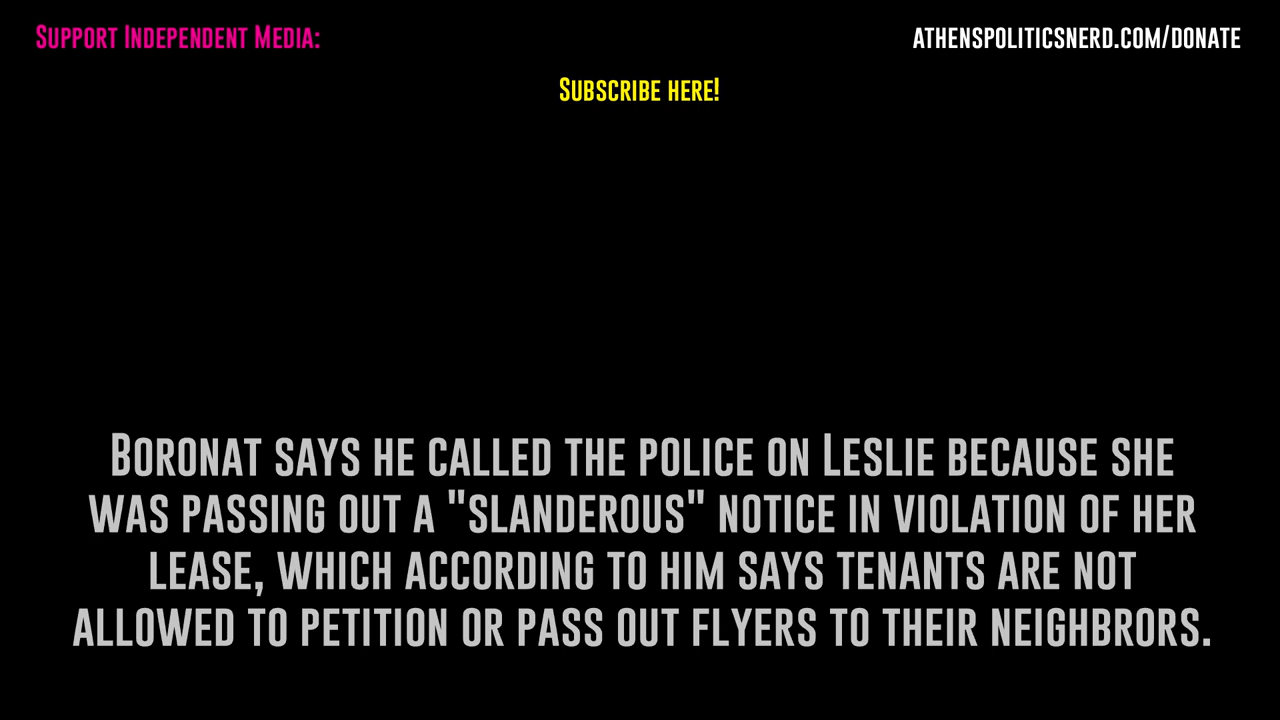 Support Independent Media:
athenspoliticsnerd.com/donate
Subscribe here!
Boronat says he called the police on Leslie because she
was passing out a "slanderous" notice in violation of her
lease, which according to him says tenants are not
allowed to petition or pass out flyers to their neighbrors.